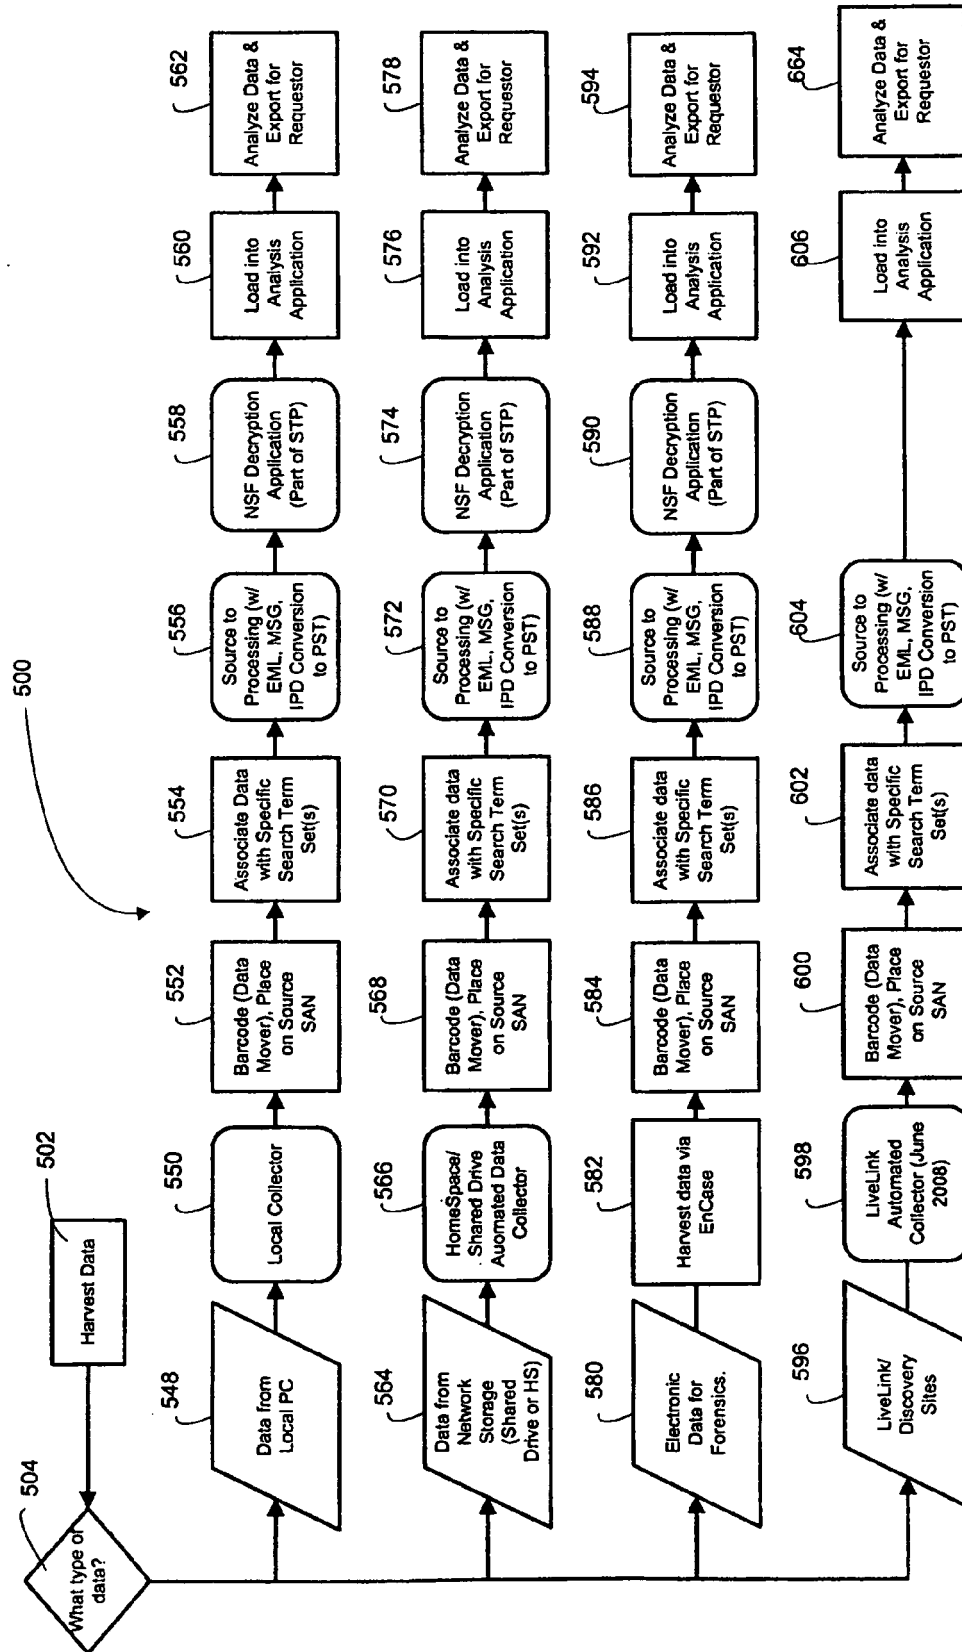 500
502
Harvest Data
504
What type of
data?
548
Data from
Local PC
550
Local Collector
552
Barcode (Data
Mover), Place
on Source
SAN
554
Associate Data
with Specific
Search Term
Set(s)
556
Source to
Processing (w/
EML, MSG,
IPD Conversion
to PST)
558
NSF Decryption
Application
(Part of STP)
560
Load into
Analysis
Application
562
Analyze Data &
Export for
Requestor
564
Data from
Network
Storage
(Shared
Drive or HS)
566
HomeSpace/
Shared Drive
Auomated Data
Collector
568
Barcode (Data
Mover), Place
on Source
SAN
570
Associate data
with Specific
Search Term
Set(s)
572
Source to
Processing (w/
EML, MSG,
IPD Conversion
to PST)
574
NSF Decryption
Application
(Part of STP)
576
Load into
Analysis
Application
578
Analyze Data &
Export for
Requestor
580
Electronic
Data for
Forensics.
582
Harvest data via
EnCase
584
Barcode (Data
Mover), Place
on Source
SAN
586
Associate data
with Specific
Search Term
Set(s)
588
Source to
Processing (w/
EML, MSG,
IPD Conversion
to PST)
590
NSF Decryption
Application
(Part of STP)
592
Load into
Analysis
Application
594
Analyze Data &
Export for
Requestor
596
LiveLink/
Discovery
Sites
598
LiveLink
Automated
Collector (June
2008)
600
Barcode (Data
Mover), Place
on Source
SAN
602
Associate data
with Specific
Search Term
Set(s)
604
Source to
Processing (w/
EML, MSG,
IPD Conversion
to PST)
606
Load into
Analysis
Application
664
Analyze Data &
Export for
Requestor